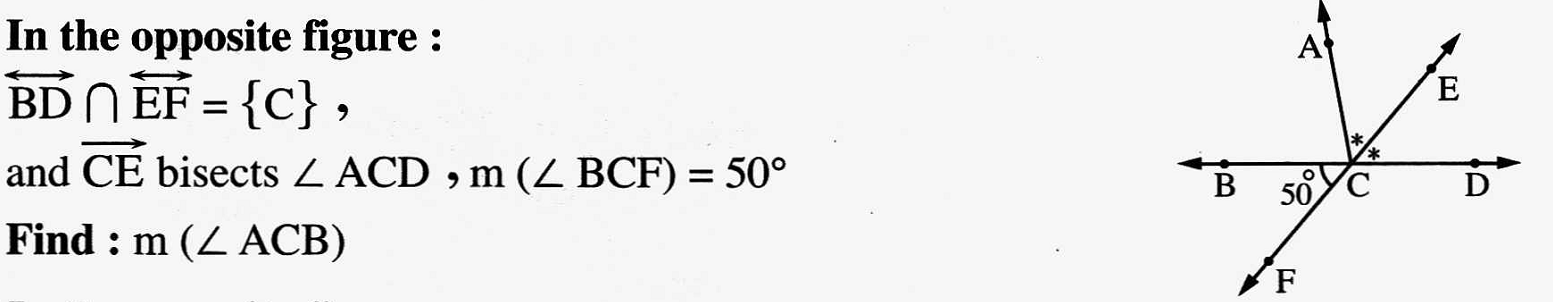 In the opposite figure :
BD ∩ EF = {C} ,
and CE bisects ∠ ACD , m (∠ BCF) = 50°
Find : m (∠ ACB)
A
E
* *
B 50° C D
F